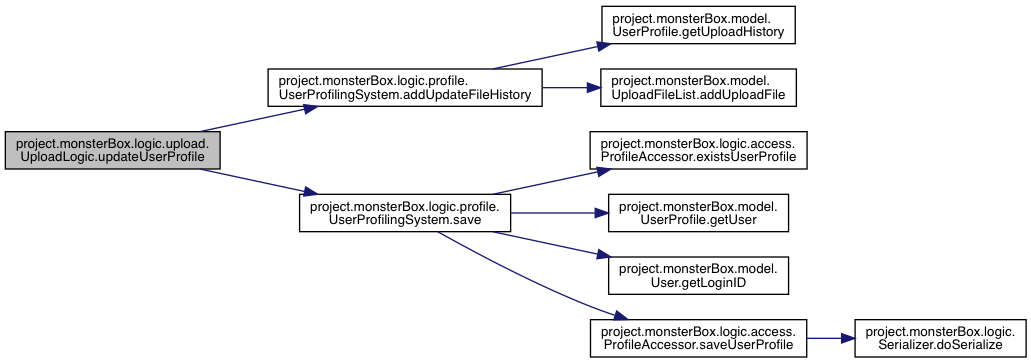 project.monsterBox.model.
UserProfile.getUploadHistory
project.monsterBox.logic.profile.
UserProfilingSystem.addUpdateFileHistory
project.monsterBox.model.
UploadFileList.addUploadFile
project.monsterBox.logic.upload.
UploadLogic.updateUserProfile
project.monsterBox.logic.access.
ProfileAccessor.existsUserProfile
project.monsterBox.logic.profile.
UserProfilingSystem.save
project.monsterBox.model.
UserProfile.getUser
project.monsterBox.model.
User.getLoginID
project.monsterBox.logic.access.
ProfileAccessor.saveUserProfile
project.monsterBox.logic.
Serializer.doSerialize